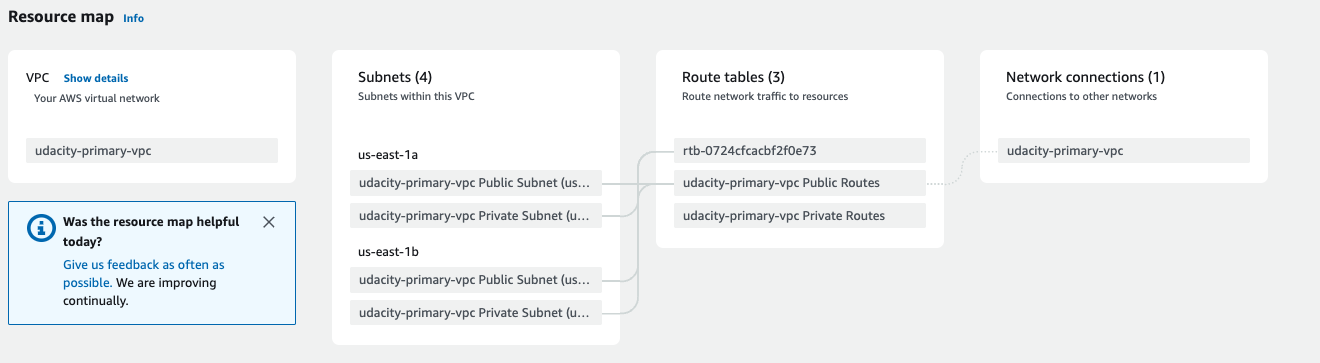 Resource map Info
VPC Show details
Your AWS virtual network
udacity-primary-vpc
Was the resource map helpful
today?
Give us feedback as often as
possible. We are improving
continually.
Subnets (4)
Subnets within this VPC
us-east-1a
udacity-primary-vpc Public Subnet (us...
udacity-primary-vpc Private Subnet (u...
us-east-1b
udacity-primary-vpc Public Subnet (us...
udacity-primary-vpc Private Subnet (u...
Route tables (3)
Route network traffic to resources
rtb-0724cfcacbf2f0e73
udacity-primary-vpc Public Routes
udacity-primary-vpc Private Routes
Network connections (1)
Connections to other networks
udacity-primary-vpc